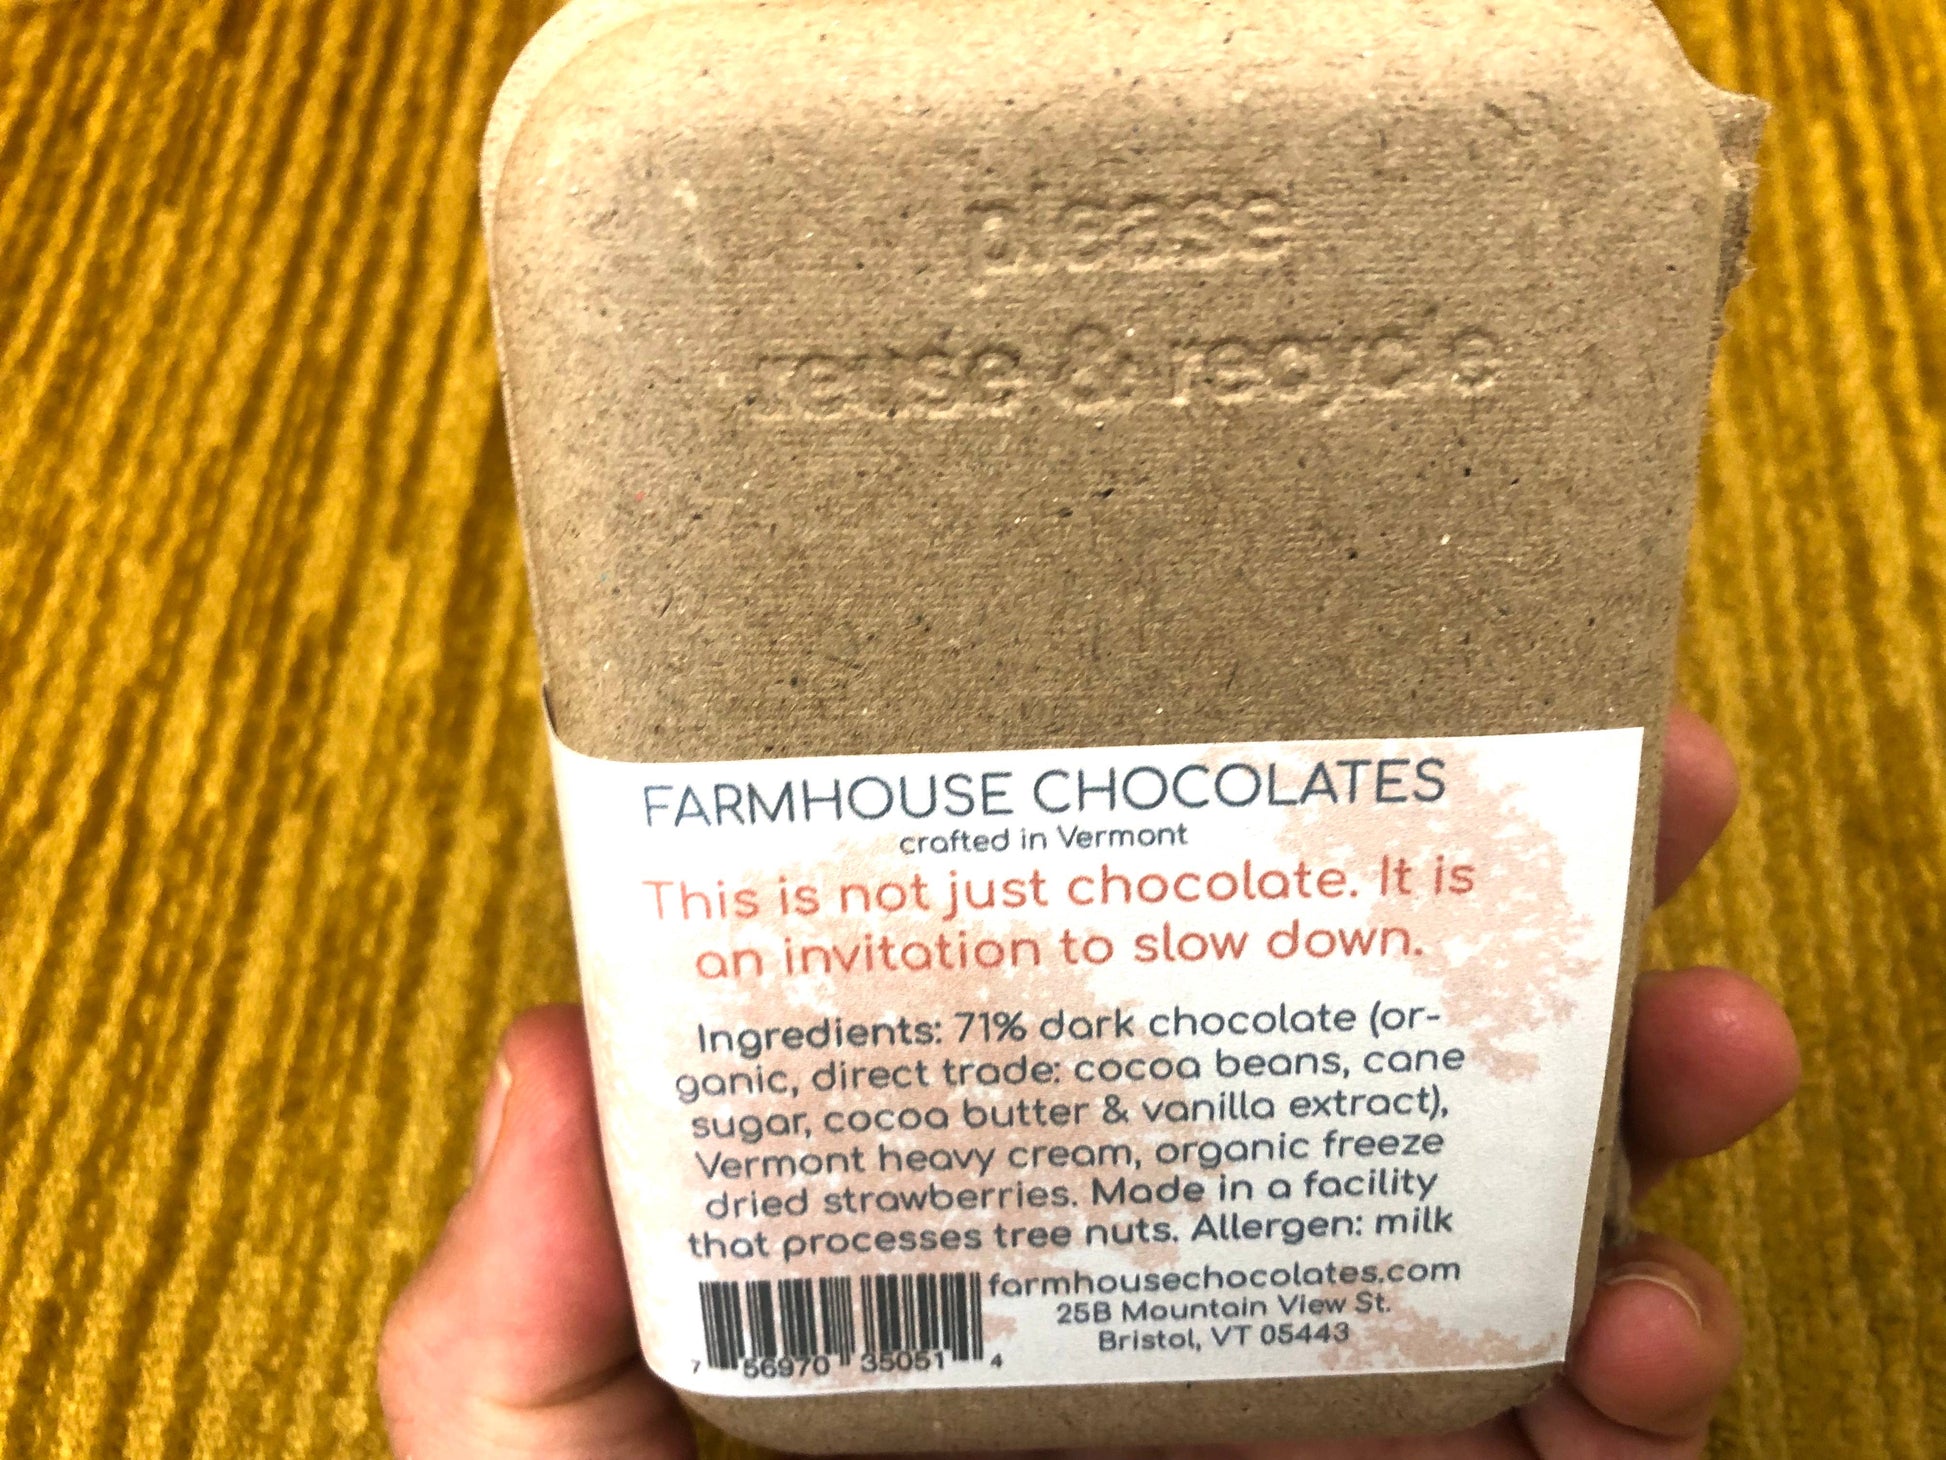 please
reuse & recycle
FARMHOUSE CHOCOLATES
crafted in Vermont
This is not just chocolate. It is
an invitation to slow down.
Ingredients: 71% dark chocolate (or-
ganic, direct trade: cocoa beans, cane
sugar, cocoa butter & vanilla extract),
Vermont heavy cream, organic freeze
dried strawberries. Made in a facility
that processes tree nuts. Allergen: milk
farmhousechocolates.com
25B Mountain View St.
Bristol, VT 05443
7 56970 35051 4